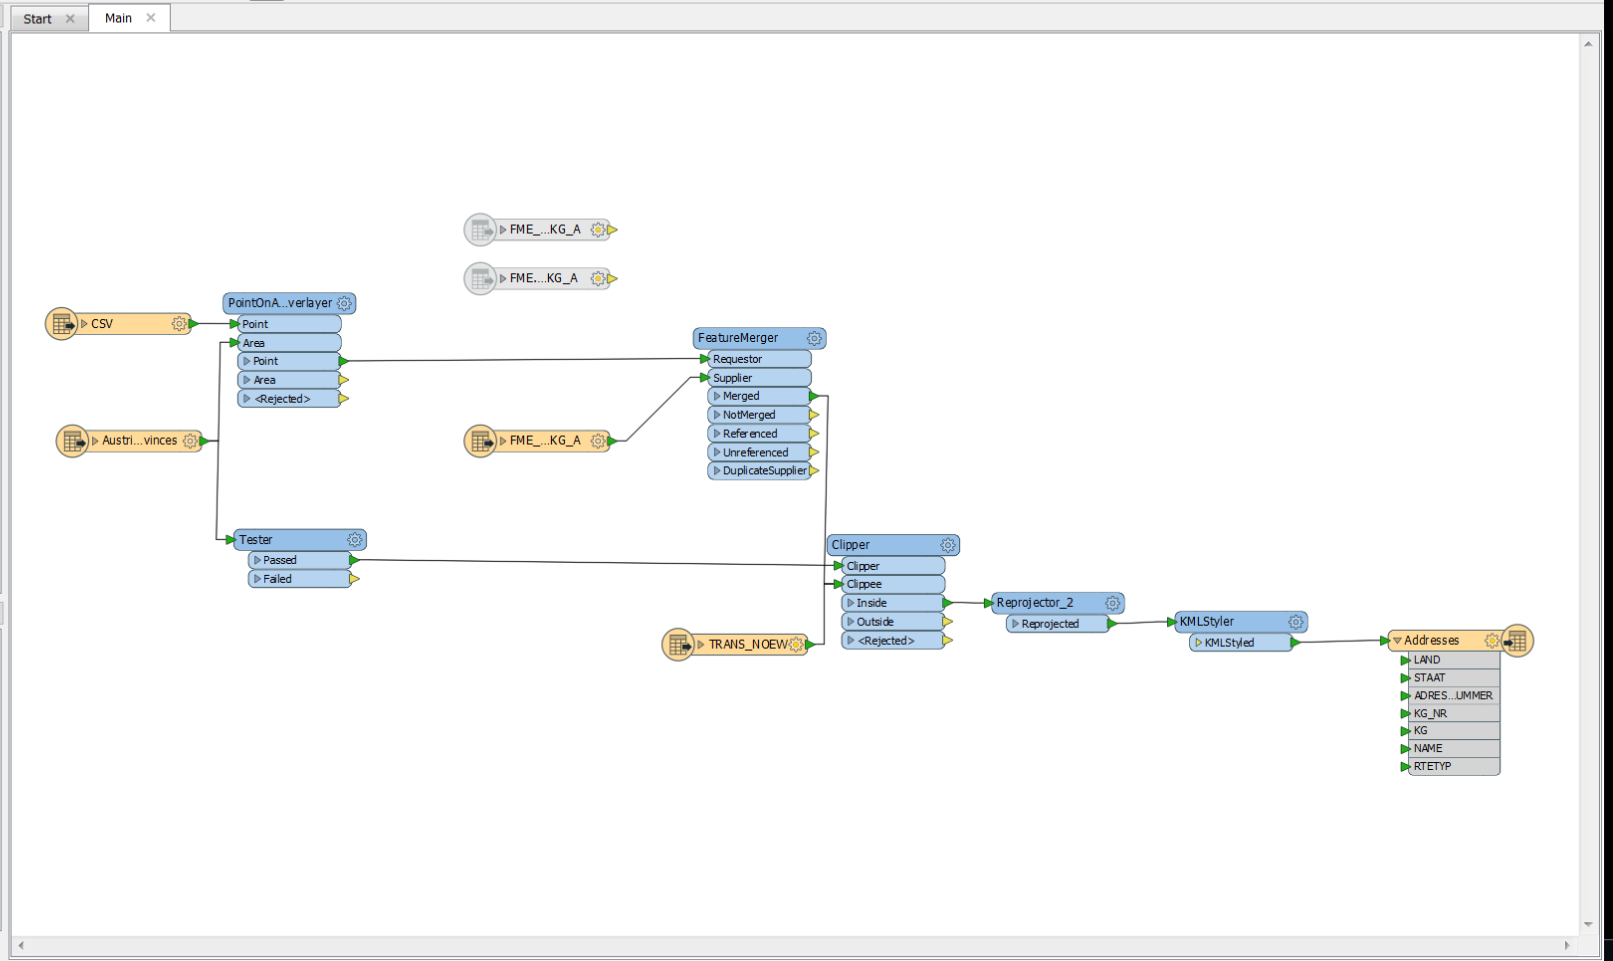 Start
Main
FME_...KG_A
FME....KG_A
CSV
PointOnA...verlayer
Point
Area
Point
Area
<Rejected>
Austri...vinces
FME_...KG_A
FeatureMerger
Requestor
Supplier
Merged
NotMerged
Referenced
Unreferenced
DuplicateSupplier
Tester
Passed
Failed
TRANS_NOEW
Clipper
Clipper
Clippee
Inside
Outside
<Rejected>
Reprojector_2
Reprojected
KMLStyler
KMLStyled
Addresses
LAND
STAAT
ADRES...UMMER
KG_NR
KG
NAME
RTETYP